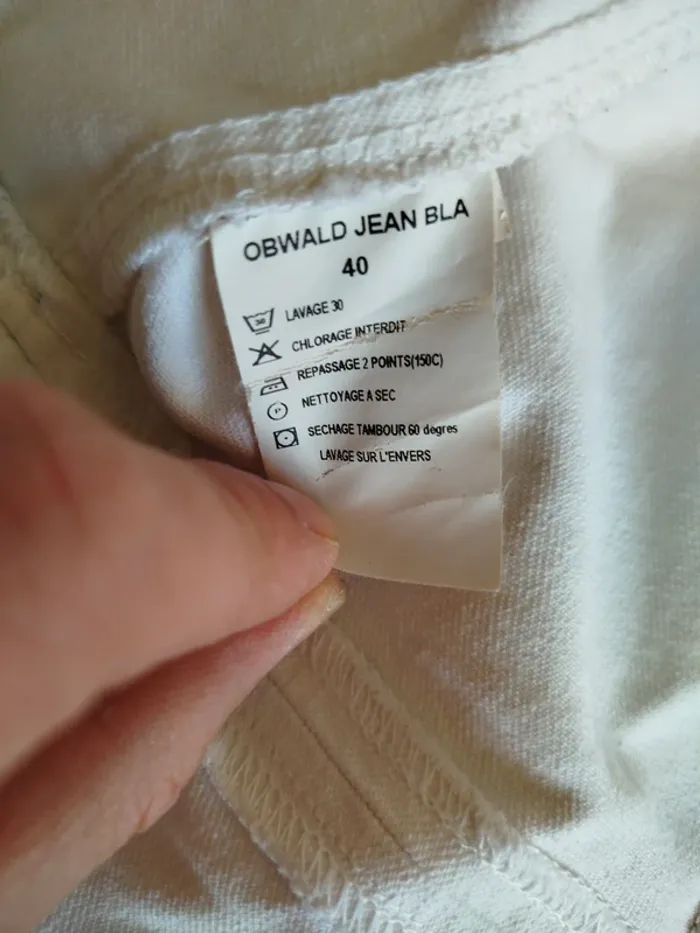 OBWALD JEAN BLA
40
30 LAVAGE 30
CHLORAGE INTERDIT
REPASSAGE 2 POINTS(150C)
P NETTOYAGE A SEC
SECHAGE TAMBOUR 60 degres
LAVAGE SUR L'ENVERS